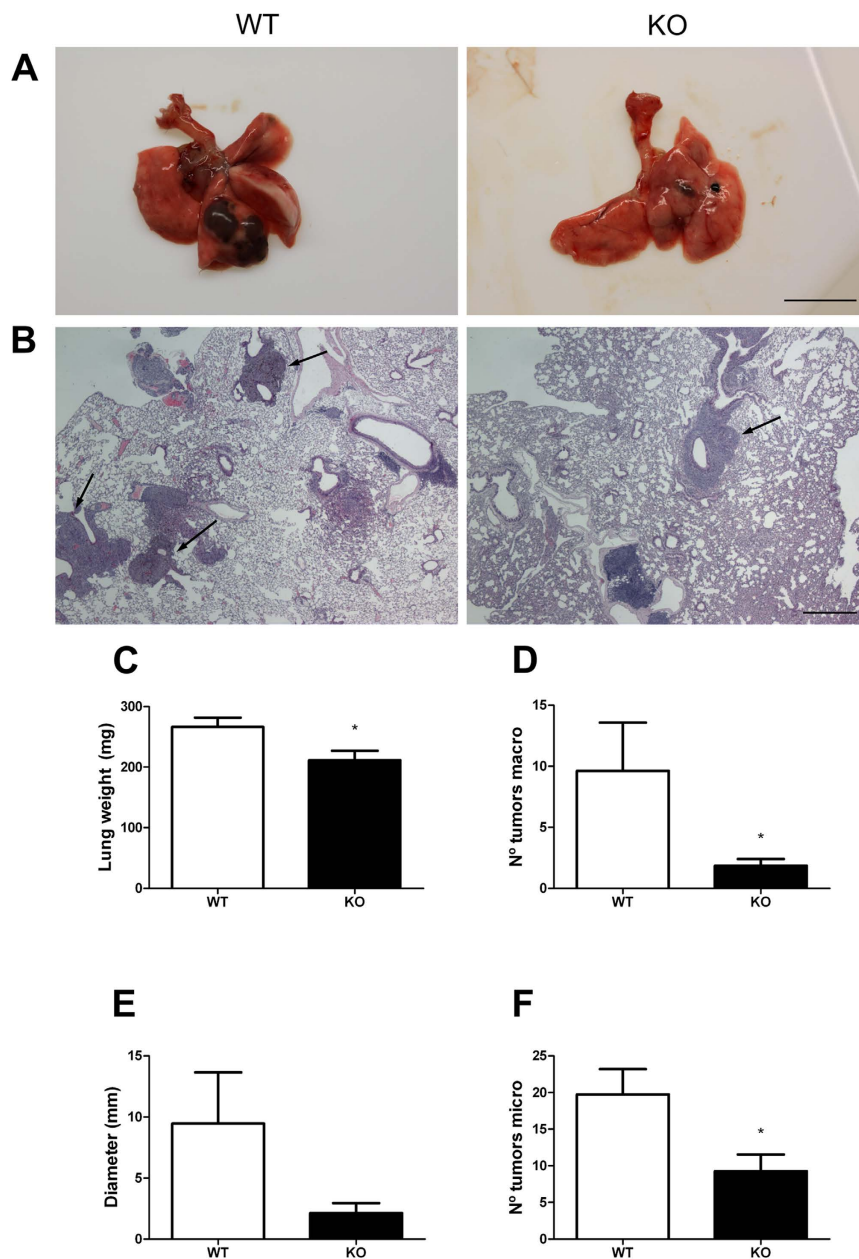 WT KO
A
B
C
Lung weight (mg)
300
200
100
0
WT KO
*
D
Nº tumors macro
15
10
5
0
WT KO
*
E
Diameter (mm)
15
10
5
0
WT KO
F
Nº tumors micro
25
20
15
10
5
0
WT KO
*